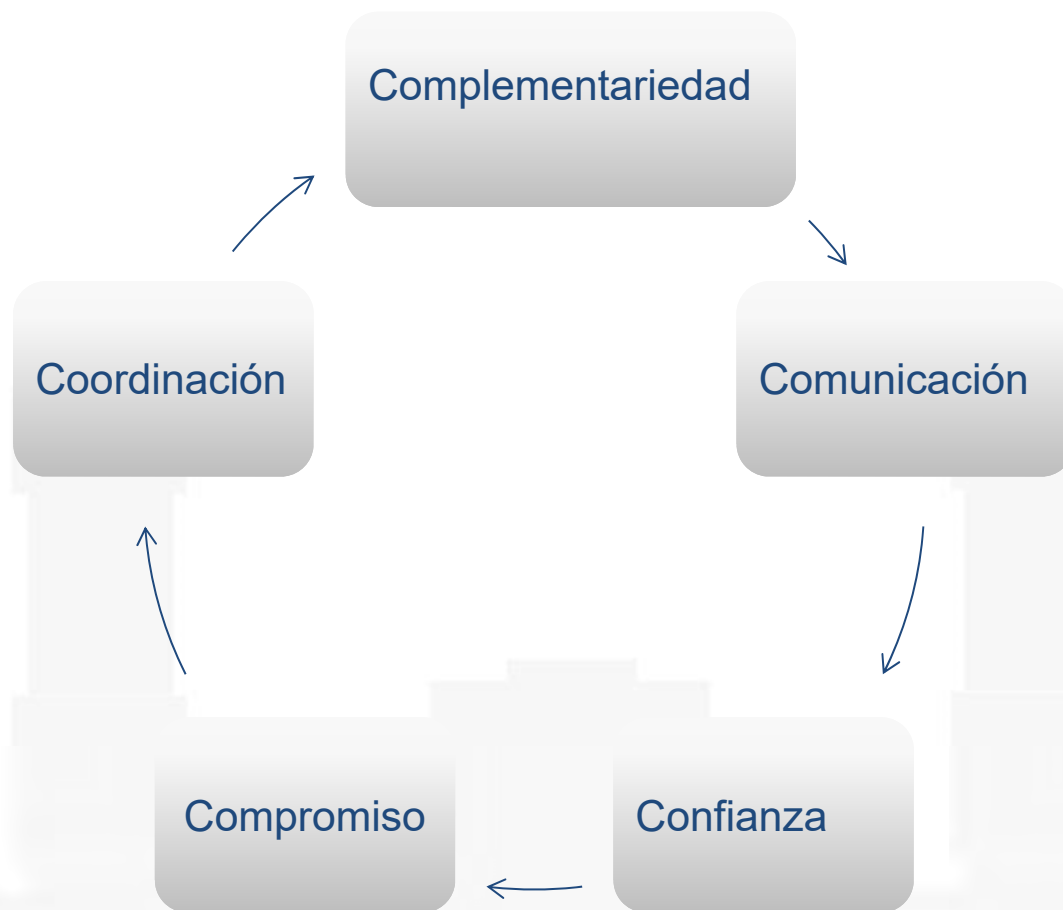 Complementariedad
Coordinación
Comunicación
Compromiso
Confianza